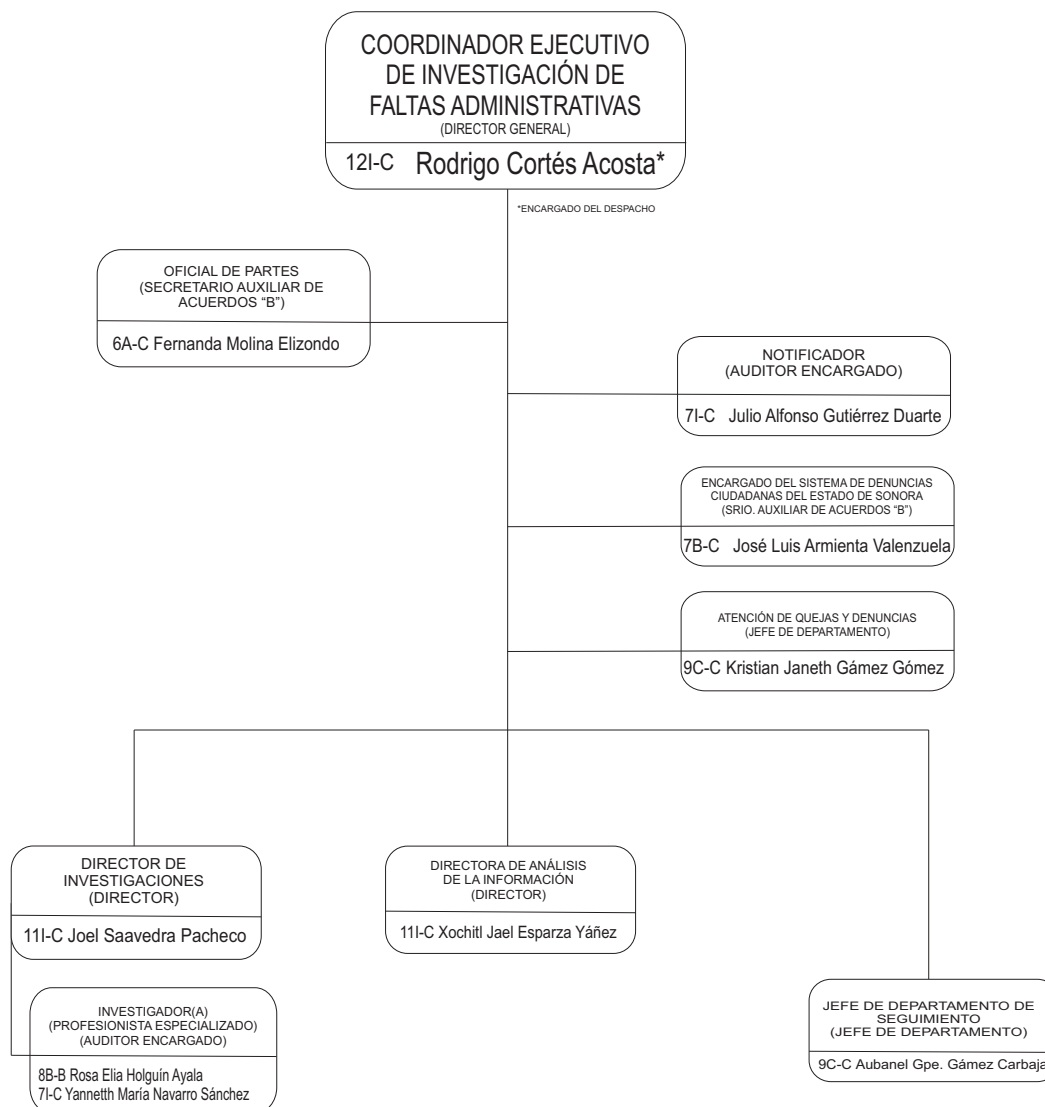 COORDINADOR EJECUTIVO
DE INVESTIGACIÓN DE
FALTAS ADMINISTRATIVAS
(DIRECTOR GENERAL)
12I-C Rodrigo Cortés Acosta*
*ENCARGADO DEL DESPACHO
OFICIAL DE PARTES
(SECRETARIO AUXILIAR DE
ACUERDOS “B”)
6A-C Fernanda Molina Elizondo
NOTIFICADOR
(AUDITOR ENCARGADO)
7I-C Julio Alfonso Gutiérrez Duarte
ENCARGADO DEL SISTEMA DE DENUNCIAS
CIUDADANAS DEL ESTADO DE SONORA
(SRIO. AUXILIAR DE ACUERDOS “B”)
7B-C José Luis Armienta Valenzuela
ATENCIÓN DE QUEJAS Y DENUNCIAS
(JEFE DE DEPARTAMENTO)
9C-C Kristian Janeth Gámez Gómez
DIRECTOR DE
INVESTIGACIONES
(DIRECTOR)
11I-C Joel Saavedra Pacheco
INVESTIGADOR(A)
(PROFESIONISTA ESPECIALIZADO)
(AUDITOR ENCARGADO)
8B-B Rosa Elia Holguín Ayala
7I-C Yannetth María Navarro Sánchez
DIRECTORA DE ANÁLISIS
DE LA INFORMACIÓN
(DIRECTOR)
11I-C Xochitl Jael Esparza Yáñez
JEFE DE DEPARTAMENTO DE
SEGUIMIENTO
(JEFE DE DEPARTAMENTO)
9C-C Aubanel Gpe. Gámez Carbajal